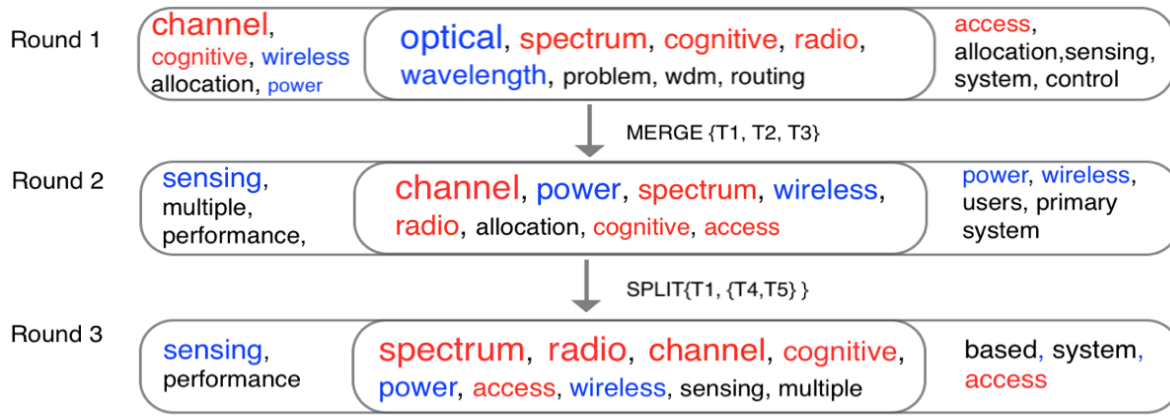 Round 1
channel,
cognitive, wireless
allocation, power
optical, spectrum, cognitive, radio,
wavelength, problem, wdm, routing
access,
allocation,sensing,
system, control
MERGE {T1, T2, T3}
Round 2
sensing,
multiple,
performance,
channel, power, spectrum, wireless,
radio, allocation, cognitive, access
power, wireless,
users, primary
system
SPLIT{T1, {T4,T5} }
Round 3
sensing,
performance
spectrum, radio, channel, cognitive,
power, access, wireless, sensing, multiple
based, system,
access